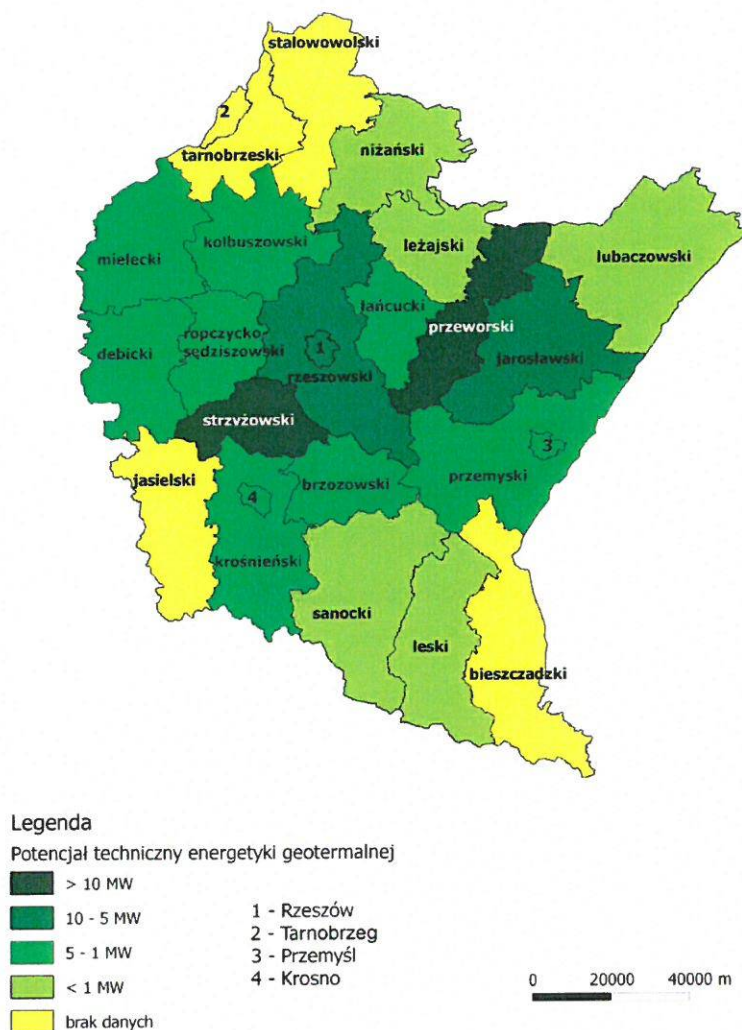 stalowowolski
2
tarnobrzeski
niżański
leżajski
lubaczowski
kolbuszowski
mielecki
łańcucki
przeworski
ropczycko-
sędziszowski
dębicki
1
rzeszowski
jarosławski
strzyżowski
3
jasielski
brzozowski
przemyski
4
krośnieński
sanocki
leski
bieszczadzki
Legenda
Potencjał techniczny energetyki geotermalnej
> 10 MW
10 - 5 MW
5 - 1 MW
< 1 MW
brak danych
1 - Rzeszów
2 - Tarnobrzeg
3 - Przemyśl
4 - Krosno
0 20000 40000 m